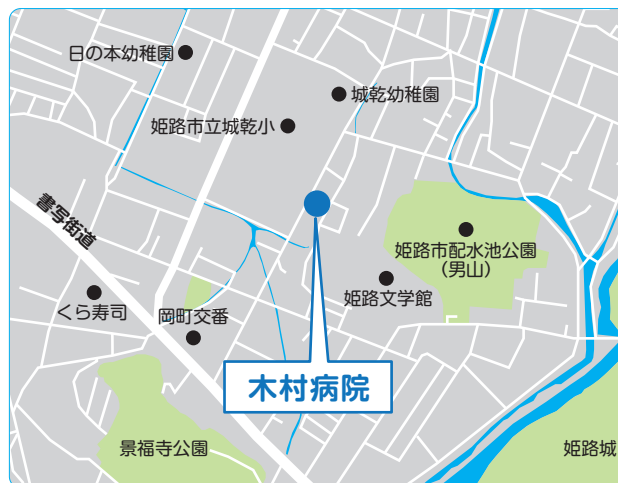 日の本幼稚園
城乾幼稚園
姫路市立城乾小
書写街道
姫路市配水池公園
(男山)
姫路文学館
くら寿司
岡町交番
木村病院
景福寺公園
姫路城